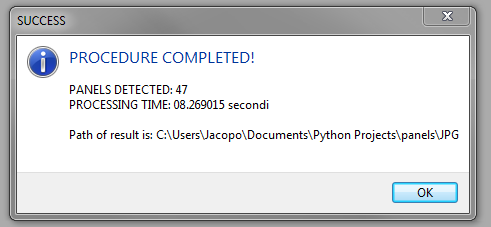 SUCCESS
PROCEDURE COMPLETED!
PANELS DETECTED: 47
PROCESSING TIME: 08.269015 secondi
Path of result is: C:\Users\Jacopo\Documents\Python Projects\panels\JPG
OK